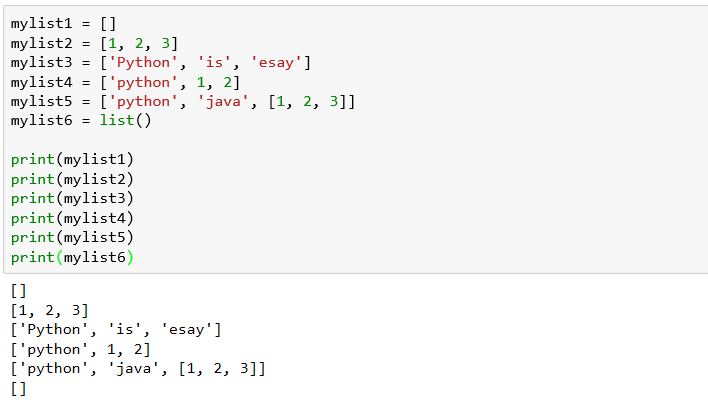 mylist1 = []
mylist2 = [1, 2, 3]
mylist3 = ['Python', 'is', 'esay']
mylist4 = ['python', 1, 2]
mylist5 = ['python', 'java', [1, 2, 3]]
mylist6 = list()
print(mylist1)
print(mylist2)
print(mylist3)
print(mylist4)
print(mylist5)
print(mylist6)
[]
[1, 2, 3]
['Python', 'is', 'esay']
['python', 1, 2]
['python', 'java', [1, 2, 3]]
[]